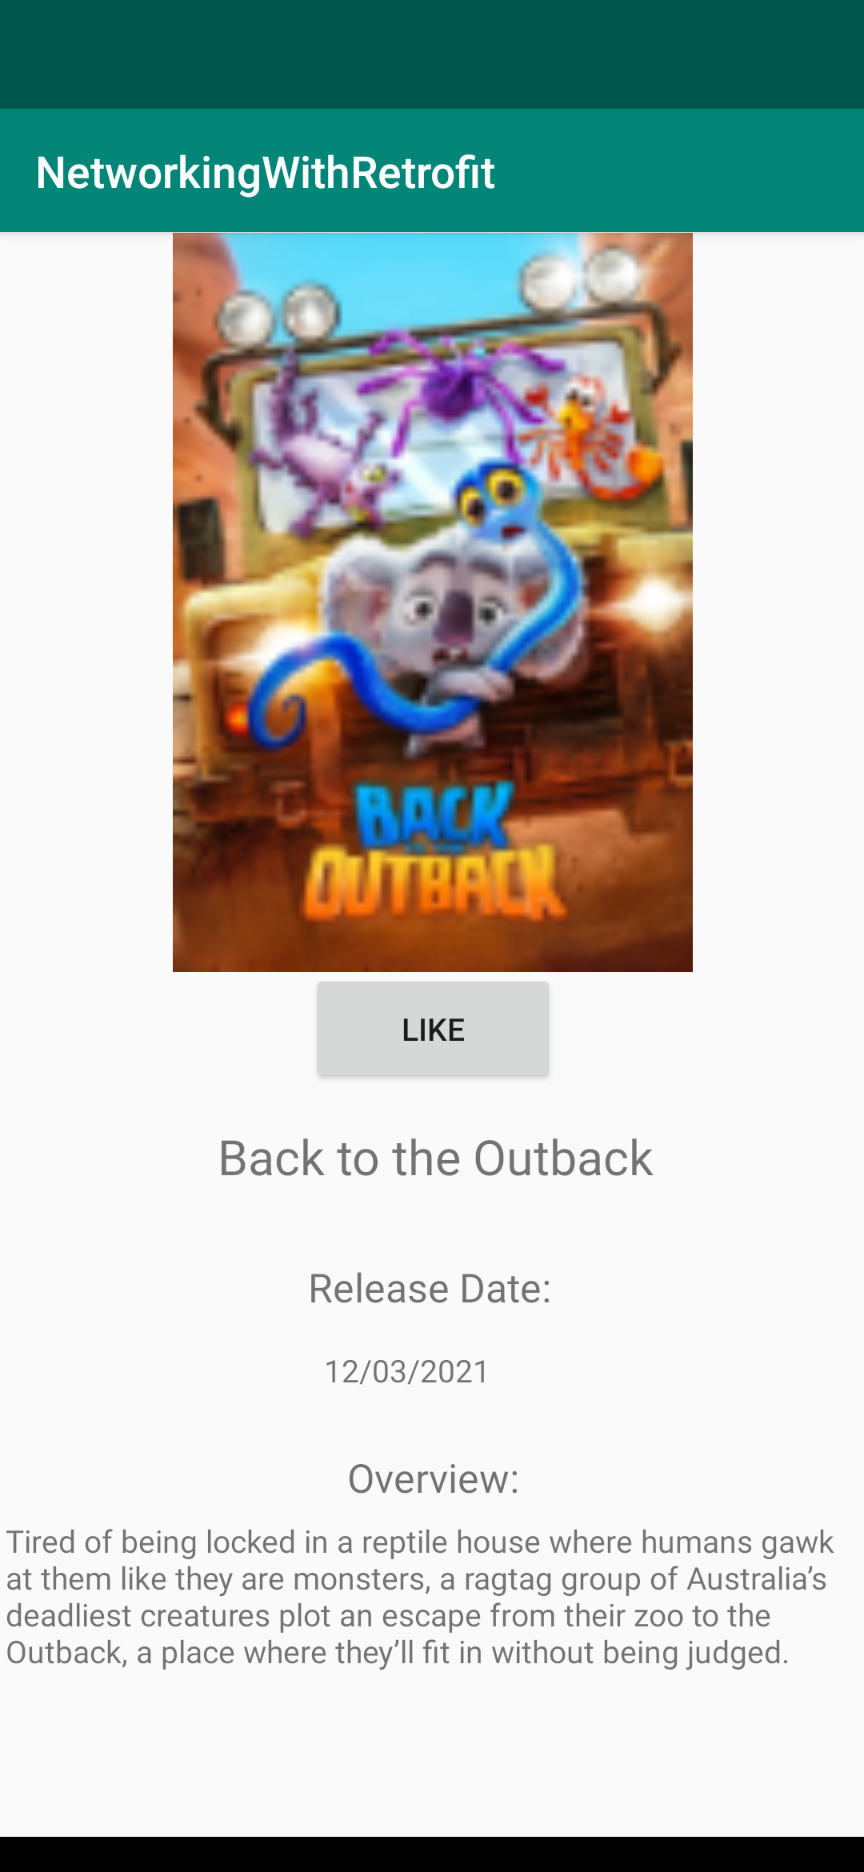 NetworkingWithRetrofit
BACK
OUTBACK
LIKE
Back to the Outback
Release Date:
12/03/2021
Overview:
Tired of being locked in a reptile house where humans gawk
at them like they are monsters, a ragtag group of Australia’s
deadliest creatures plot an escape from their zoo to the
Outback, a place where they’ll fit in without being judged.